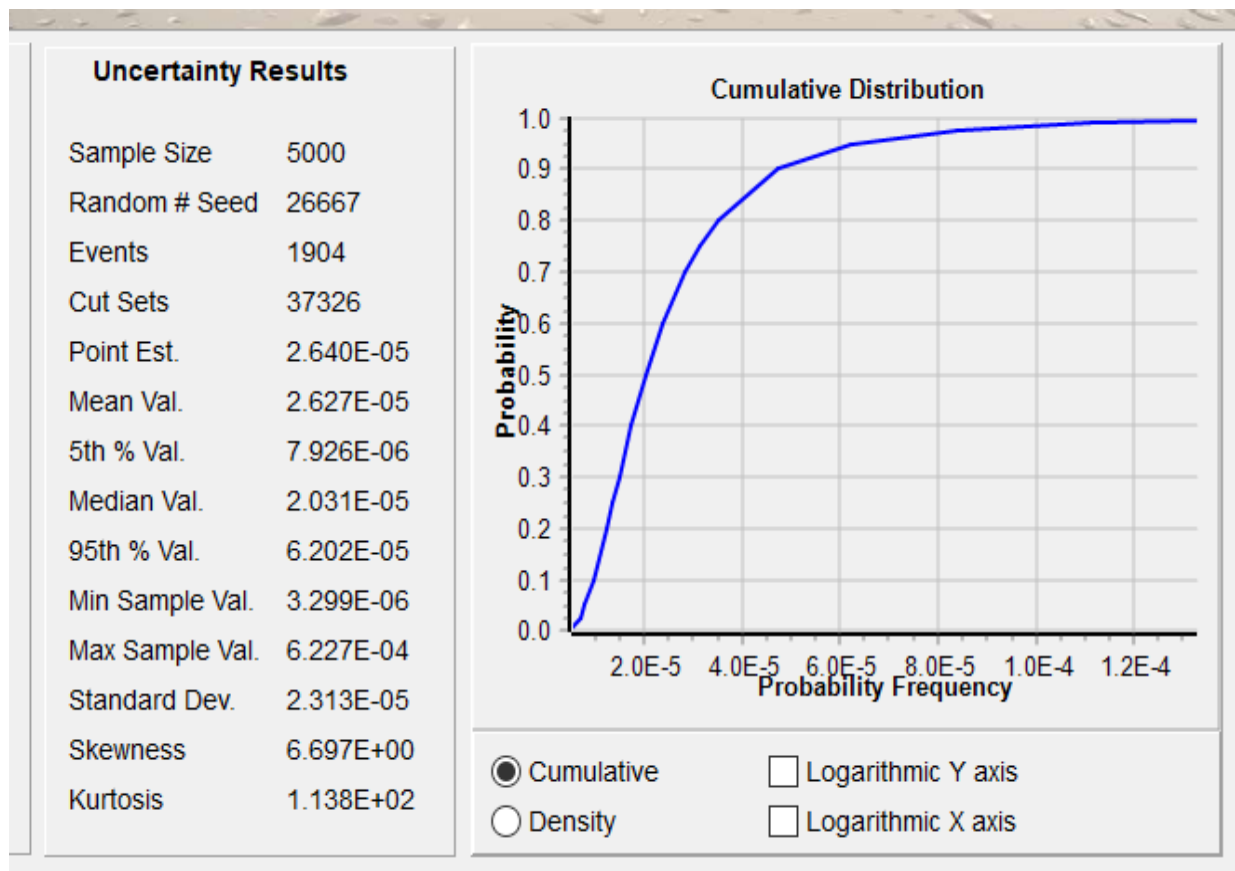 Uncertainty Results
Sample Size 5000
Random # Seed 26667
Events 1904
Cut Sets 37326
Point Est. 2.640E-05
Mean Val. 2.627E-05
5th % Val. 7.926E-06
Median Val. 2.031E-05
95th % Val. 6.202E-05
Min Sample Val. 3.299E-06
Max Sample Val. 6.227E-04
Standard Dev. 2.313E-05
Skewness 6.697E+00
Kurtosis 1.138E+02
Cumulative Distribution
1.0
0.9
0.8
0.7
0.6
0.5
0.4
0.3
0.2
0.1
0.0
Probability
2.0E-5 4.0E-5 6.0E-5 8.0E-5 1.0E-4 1.2E-4
Probability Frequency
Cumulative Logarithmic Y axis
Density Logarithmic X axis